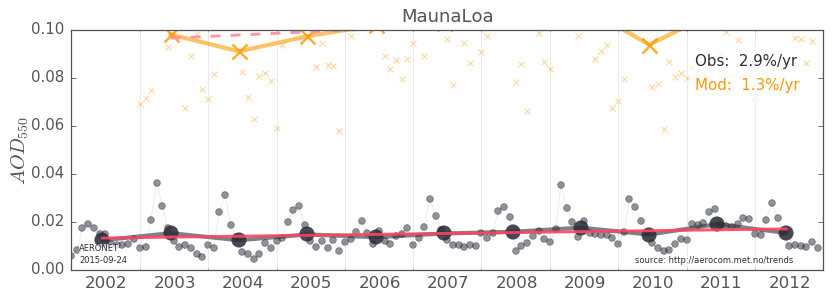 MaunaLoa
0.10
0.08
0.06
0.04
0.02
0.00
AOD550
Obs: 2.9%/yr
Mod: 1.3%/yr
AERONET
2015-09-24
source: http://aerocom.met.no/trends
2002 2003 2004 2005 2006 2007 2008 2009 2010 2011 2012